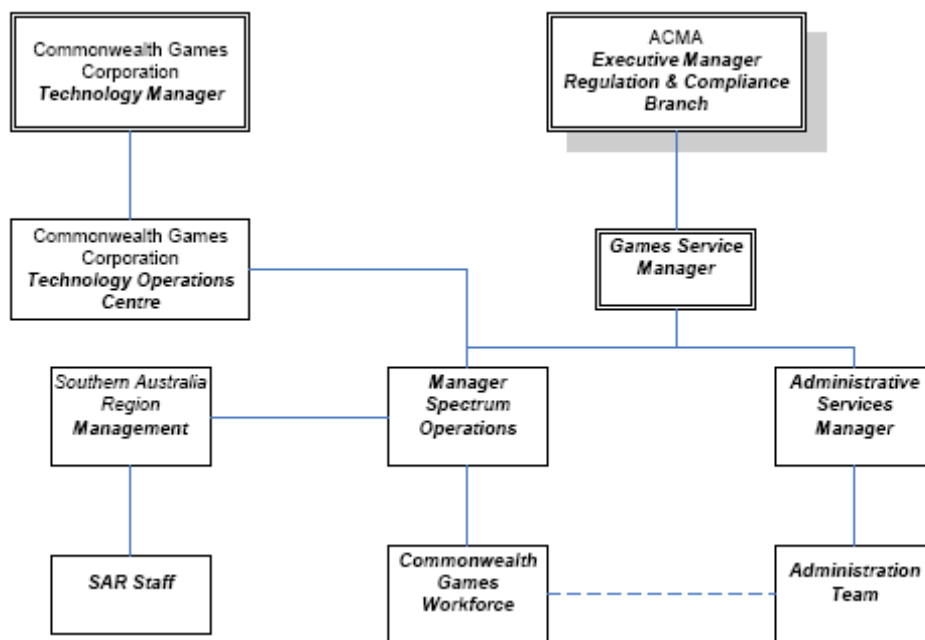 Commonwealth Games
Corporation
Technology Manager
ACMA
Executive Manager
Regulation & Compliance
Branch
Commonwealth Games
Corporation
Technology Operations
Centre
Games Service
Manager
Southern Australia
Region
Management
Manager
Spectrum
Operations
Administrative
Services
Manager
SAR Staff
Commonwealth
Games
Workforce
Administration
Team